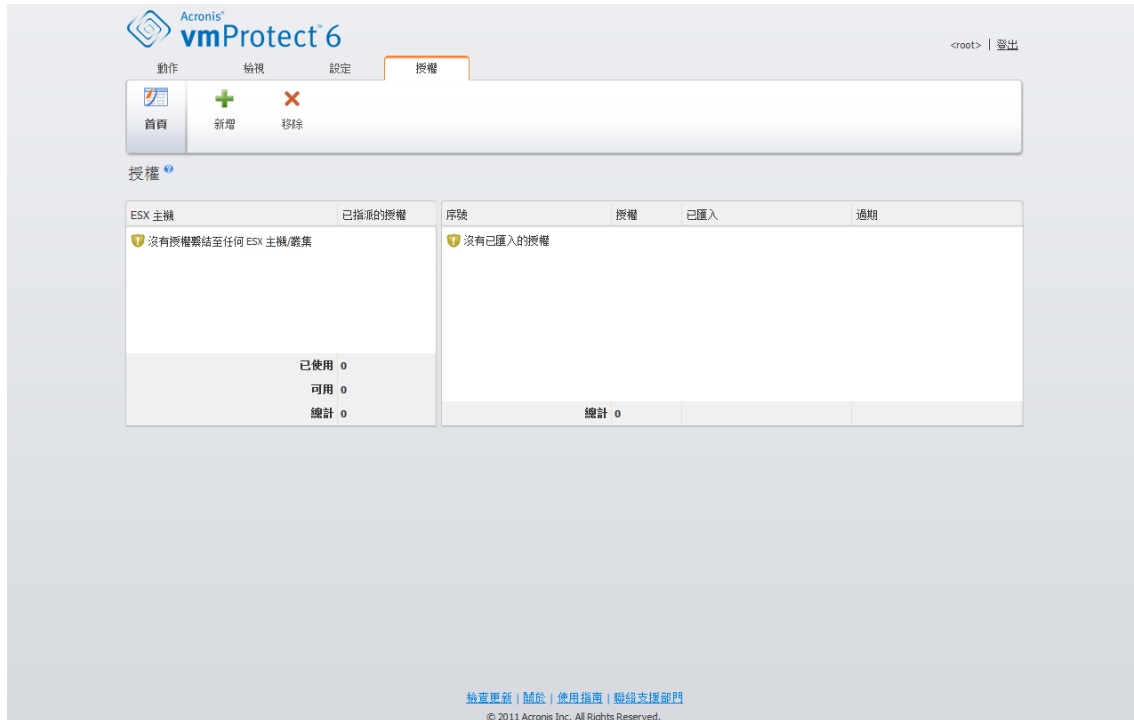 Acronis®
vmProtect™6
<root> | 登出
動作 檢視 設定 授權
首頁 新增 移除
授權
ESX 主機 已指派的授權 序號 授權 已匯入 過期
沒有授權繫結至任何 ESX 主機/叢集 沒有已匯入的授權
已使用 0
可用 0
總計 0 總計 0
檢查更新 | 關於 | 使用指南 | 聯絡支援部門
© 2011 Acronis Inc. All Rights Reserved.